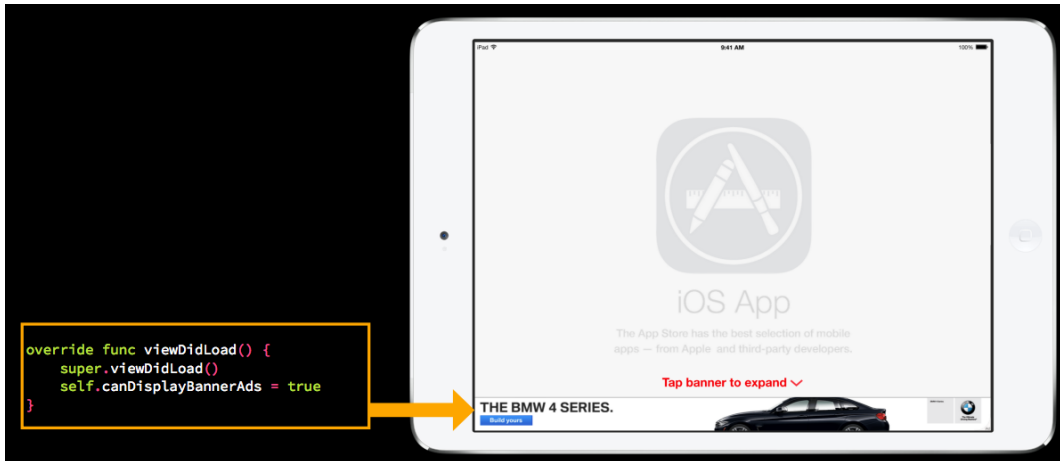 iPad
9:41 AM
100%
iOS App
The App Store has the best selection of mobile
apps — from Apple and third-party developers.
Tap banner to expand
THE BMW 4 SERIES.
Build yours
override func viewDidLoad() {
    super.viewDidLoad()
    self.canDisplayBannerAds = true
}